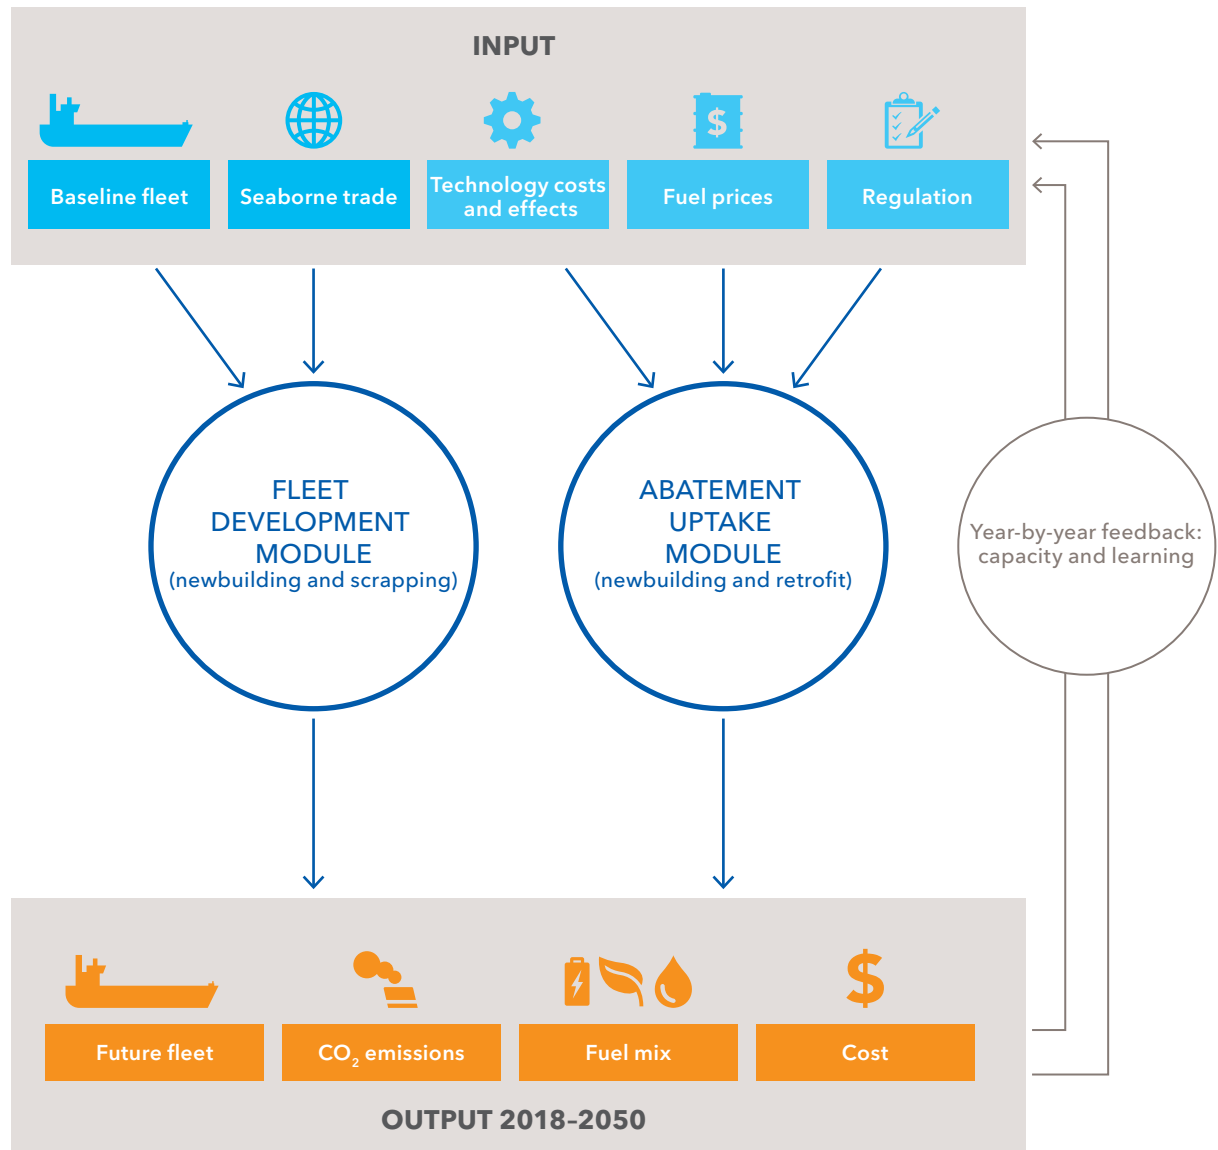 INPUT
Baseline fleet
Seaborne trade
Technology costs
and effects
Fuel prices
$
Regulation
FLEET
DEVELOPMENT
MODULE
(newbuilding and scrapping)
ABATEMENT
UPTAKE
MODULE
(newbuilding and retrofit)
Year-by-year feedback:
capacity and learning
$
Future fleet
CO₂ emissions
Fuel mix
Cost
OUTPUT 2018–2050